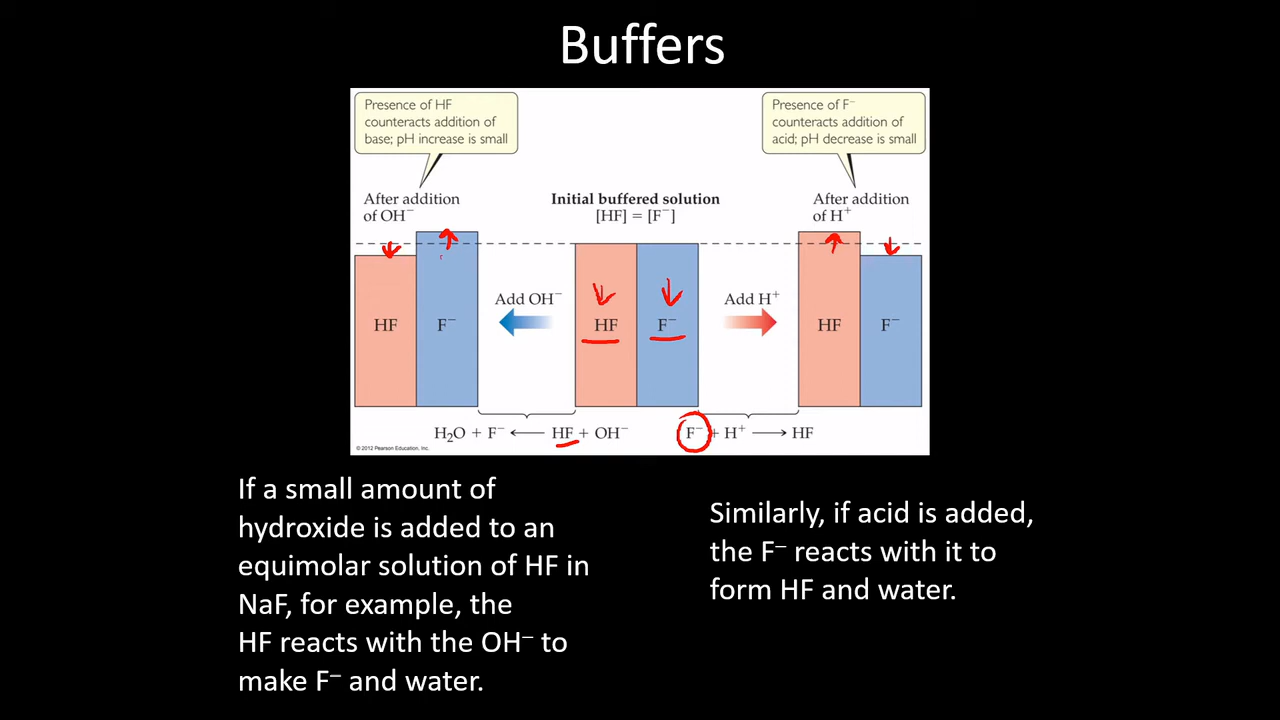 Buffers
Presence of HF
counteracts addition of
base; pH increase is small
Presence of F⁻
counteracts addition of
acid; pH decrease is small
After addition
of OH⁻
Initial buffered solution
[HF] = [F⁻]
After addition
of H⁺
Add OH⁻
Add H⁺
HF
F⁻
HF
F⁻
HF
F⁻
H₂O + F⁻ ⟵ HF + OH⁻
F⁻ + H⁺ ⟶ HF
© 2012 Pearson Education, Inc.
If a small amount of
hydroxide is added to an
equimolar solution of HF in
NaF, for example, the
HF reacts with the OH⁻ to
make F⁻ and water.
Similarly, if acid is added,
the F⁻ reacts with it to
form HF and water.